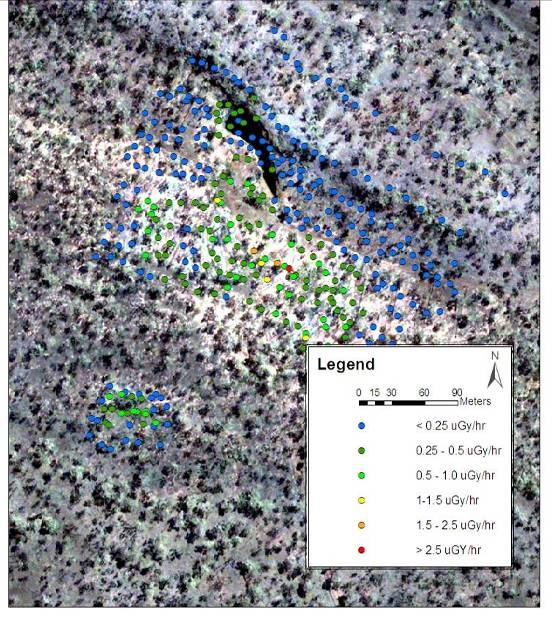 N
Legend
0 15 30 60 90
Meters
< 0.25 uGy/hr
0.25 - 0.5 uGy/hr
0.5 - 1.0 uGy/hr
1-1.5 uGy/hr
1.5 - 2.5 uGy/hr
> 2.5 uGY/hr